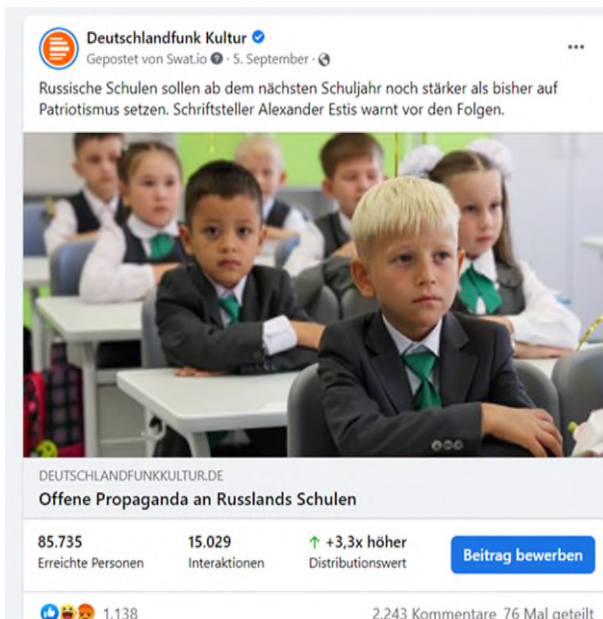 Deutschlandfunk Kultur
Gepostet von Swat.io · 5. September ·
Russische Schulen sollen ab dem nächsten Schuljahr noch stärker als bisher auf
Patriotismus setzen. Schriftsteller Alexander Estis warnt vor den Folgen.
DEUTSCHLANDFUNKKULTUR.DE
Offene Propaganda an Russlands Schulen
85.735 15.029 ↑ +3,3x höher
Erreichte Personen Interaktionen Distributionswert
Beitrag bewerben
1.138 2.243 Kommentare 76 Mal geteilt